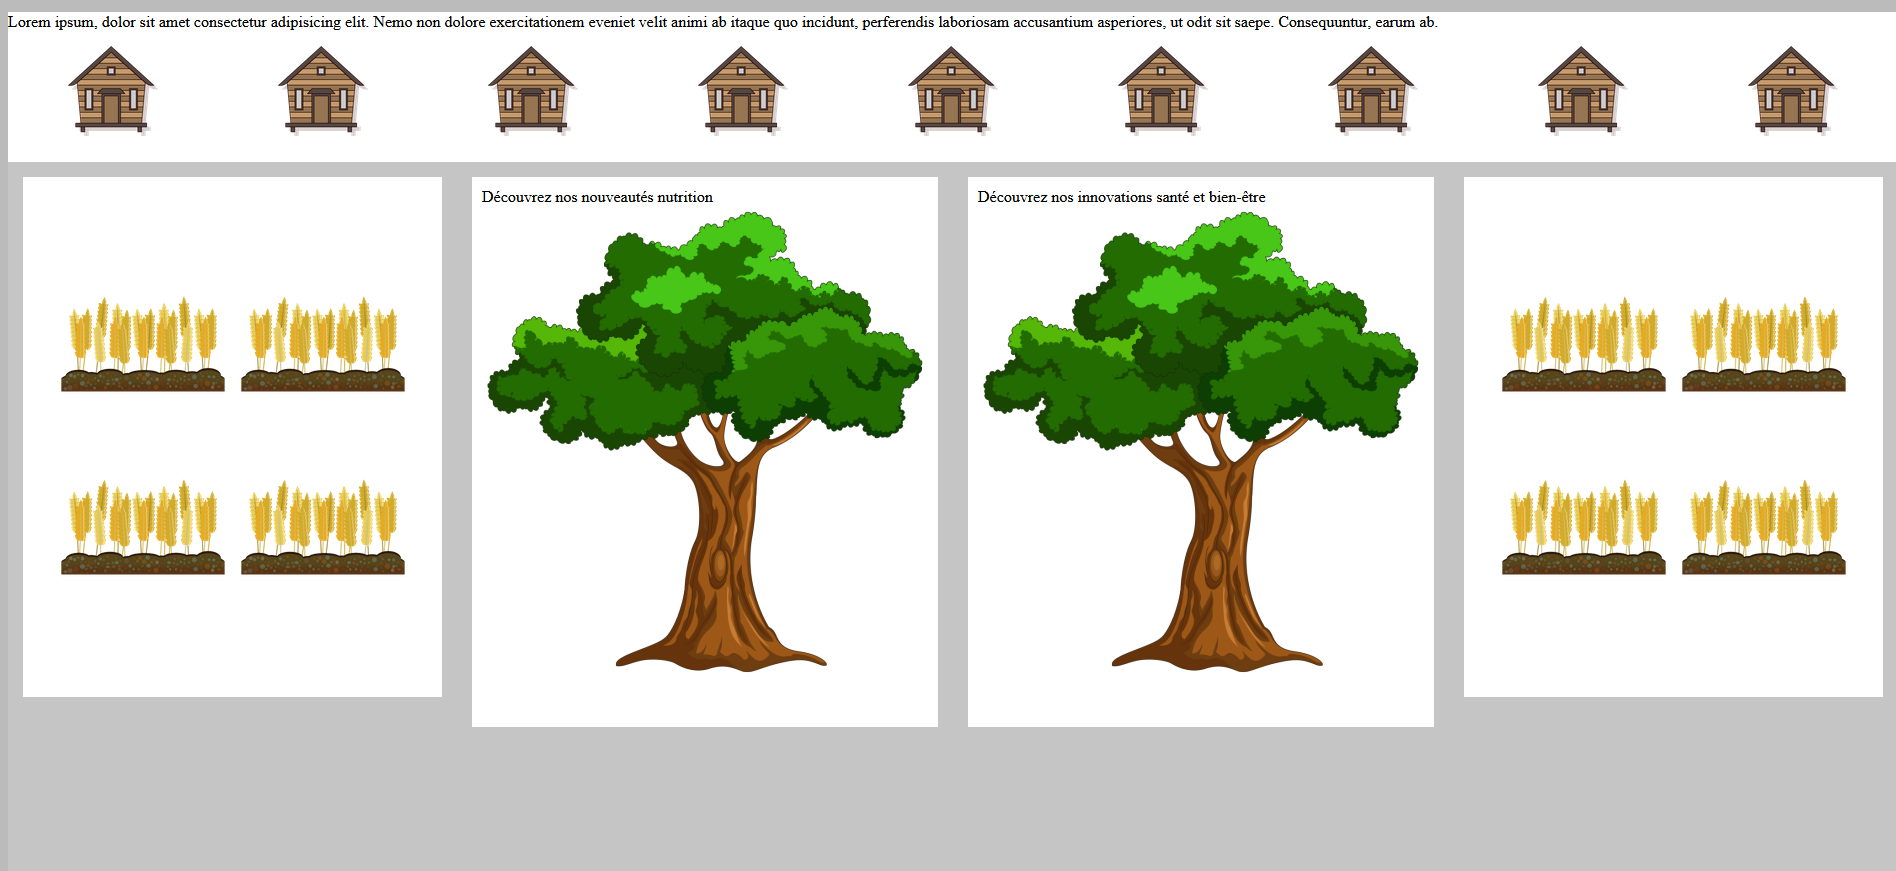 Lorem ipsum, dolor sit amet consectetur adipisicing elit. Nemo non dolore exercitationem eveniet velit animi ab itaque quo incidunt, perferendis laboriosam accusantium asperiores, ut odit sit saepe. Consequuntur, earum ab.
Découvrez nos nouveautés nutrition
Découvrez nos innovations santé et bien-être